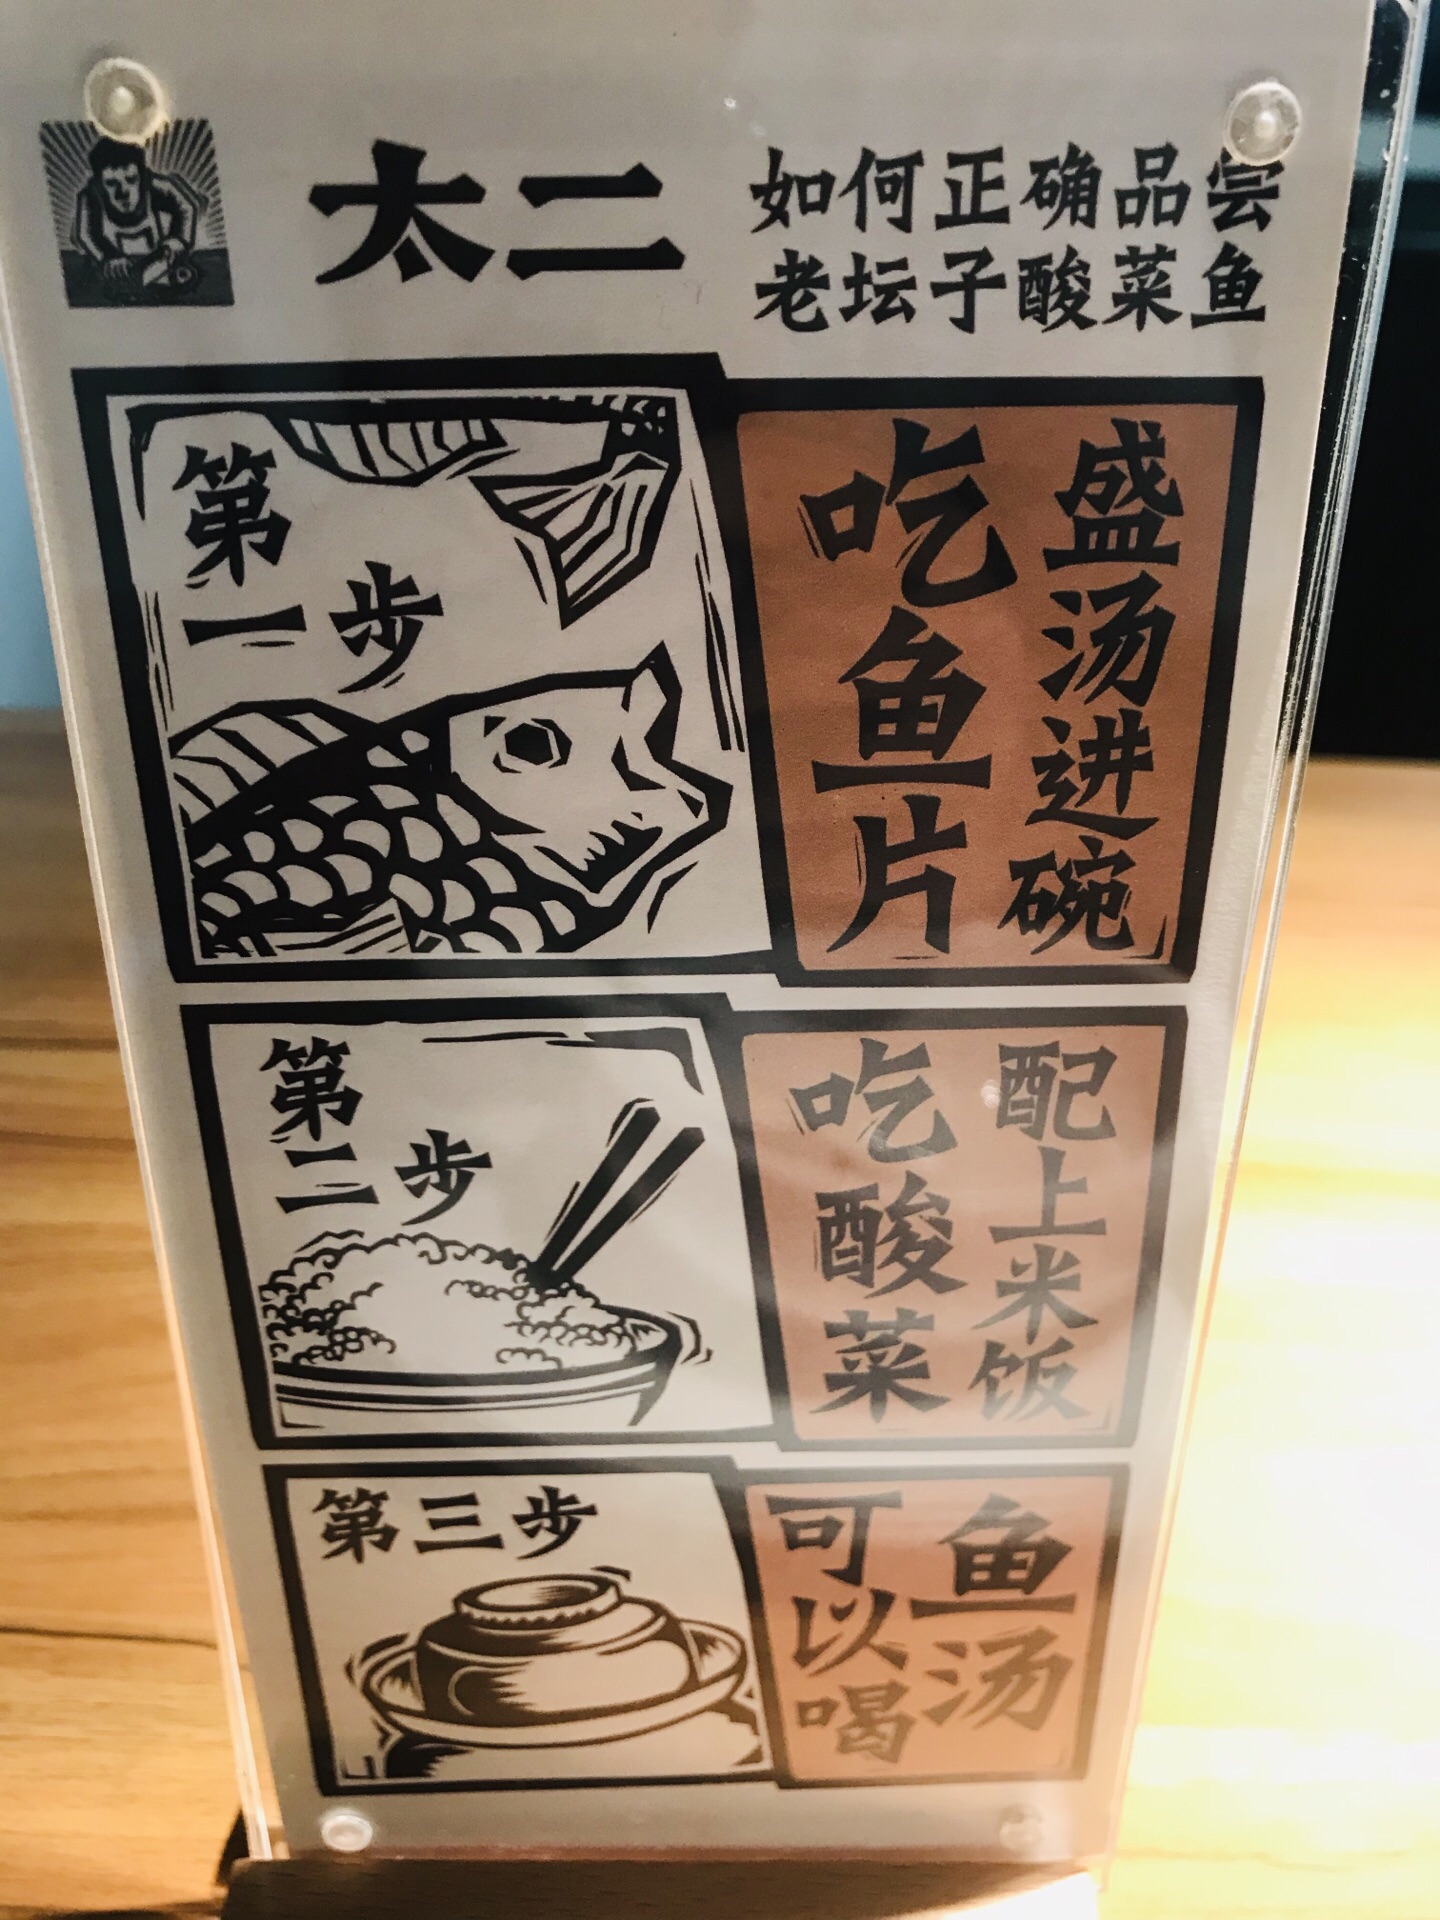 太二
如何正确品尝
老坛子酸菜鱼
第一步
盛汤进碗
吃鱼片
第二步
配上米饭
吃酸菜
第三步
鱼汤
可以喝